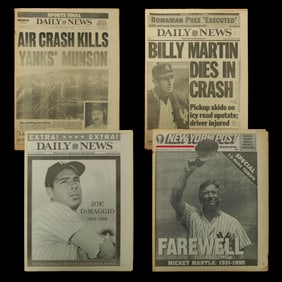 SPORTS FINAL
DAILY NEWS
AIR CRASH KILLS
YANKS' MUNSON
ROMANIAN PREZ 'EXECUTED'
DAILY NEWS
BILLY MARTIN
DIES IN
CRASH
Pickup skids on
icy road upstate;
driver injured
EXTRA! EXTRA!
DAILY NEWS
JOE
DiMAGGIO
NEW YORK POST
SPECIAL
FAREWELL
MICKEY MANTLE: 1931-1995